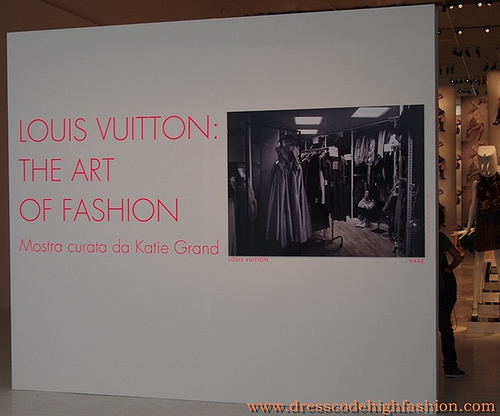 LOUIS VUITTON:
THE ART
OF FASHION
Mostra curata da Katie Grand
LOUIS VUITTON
www.dresscodehighfashion.com